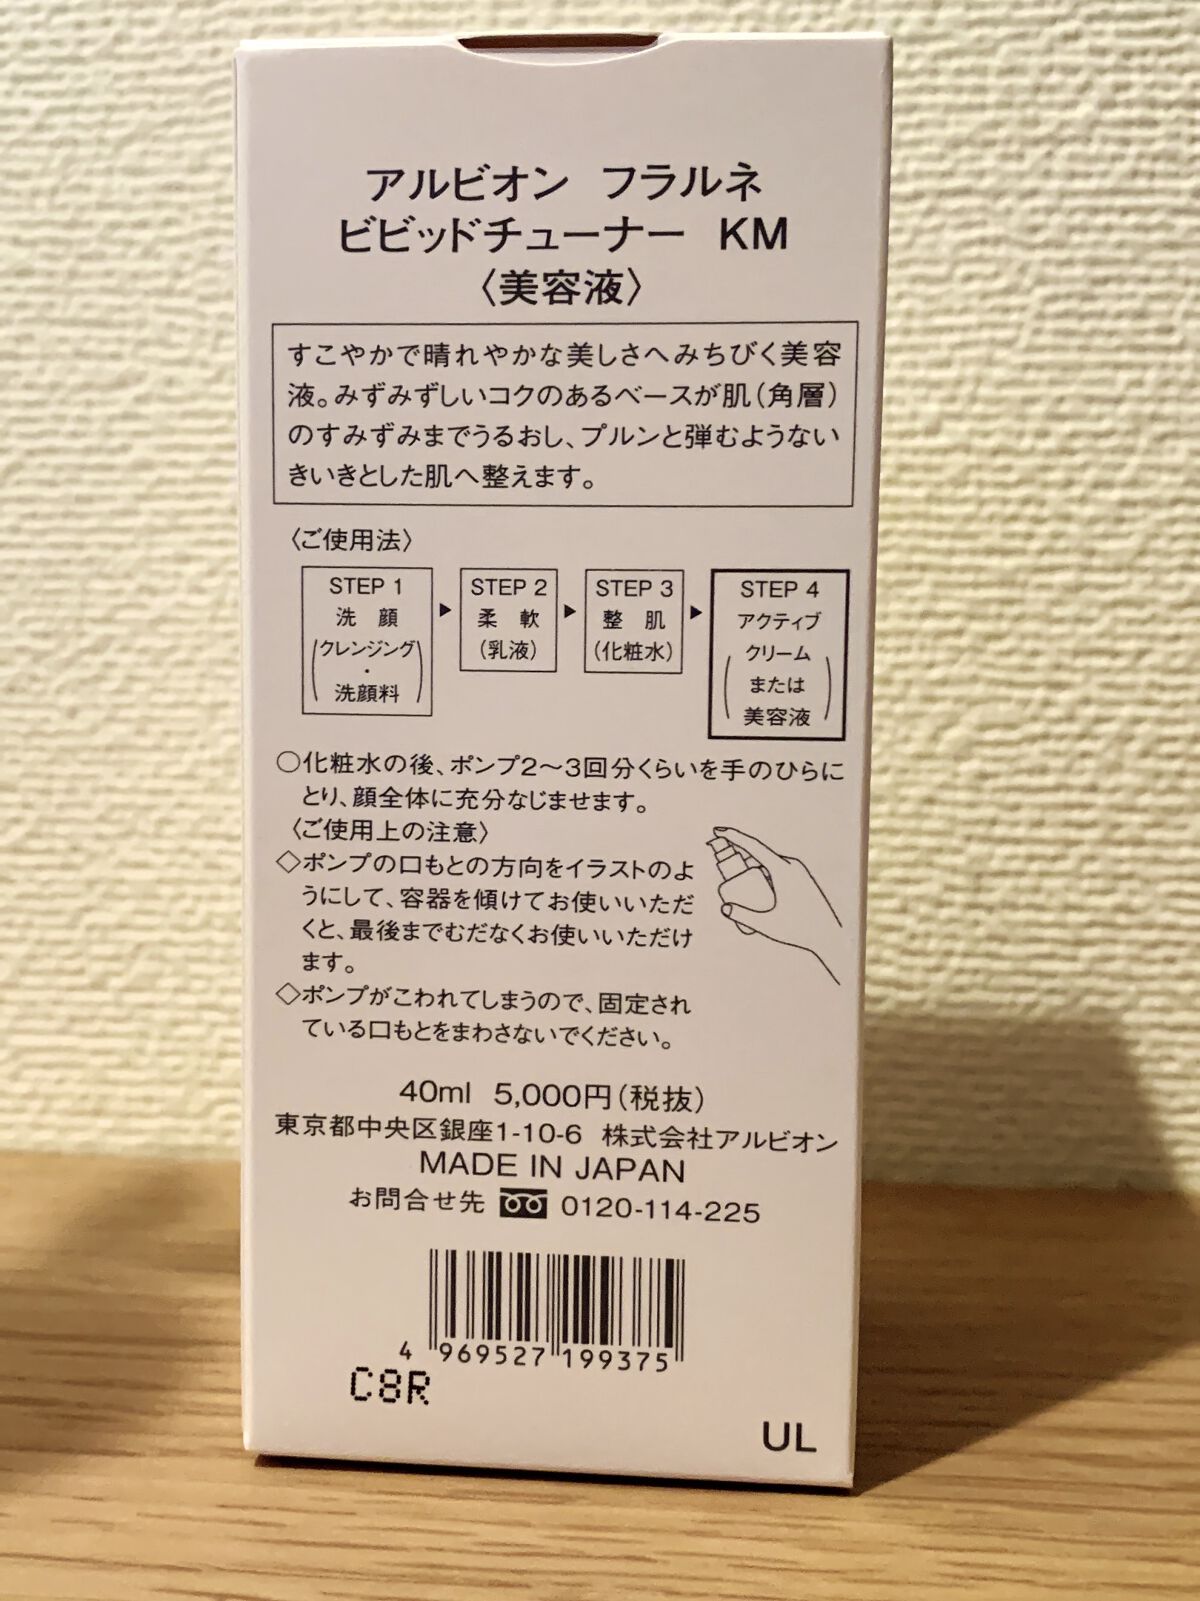 アルビオン フラルネ
ビビッドチューナー KM
〈美容液〉
すこやかで晴れやかな美しさへみちびく美容
液。みずみずしいコクのあるベースが肌(角層)
のすみずみまでうるおし、プルンと弾むようない
きいきとした肌へ整えます。
〈ご使用法〉
STEP 1
洗 顔
(クレンジング
・
洗顔料)
▶
STEP 2
柔 軟
(乳液)
▶
STEP 3
整 肌
(化粧水)
▶
STEP 4
アクティブ
(クリーム
または
美容液)
○化粧水の後、ポンプ2〜3回分くらいを手のひらに
とり、顔全体に充分なじませます。
〈ご使用上の注意〉
◇ポンプの口もとの方向をイラストのよ
うにして、容器を傾けてお使いいただ
くと、最後までむだなくお使いいただけ
ます。
◇ポンプがこわれてしまうので、固定され
ている口もとをまわさないでください。
40ml 5,000円(税抜)
東京都中央区銀座1-10-6 株式会社アルビオン
MADE IN JAPAN
お問合せ先 0120-114-225
4 969527 199375
C8R
UL